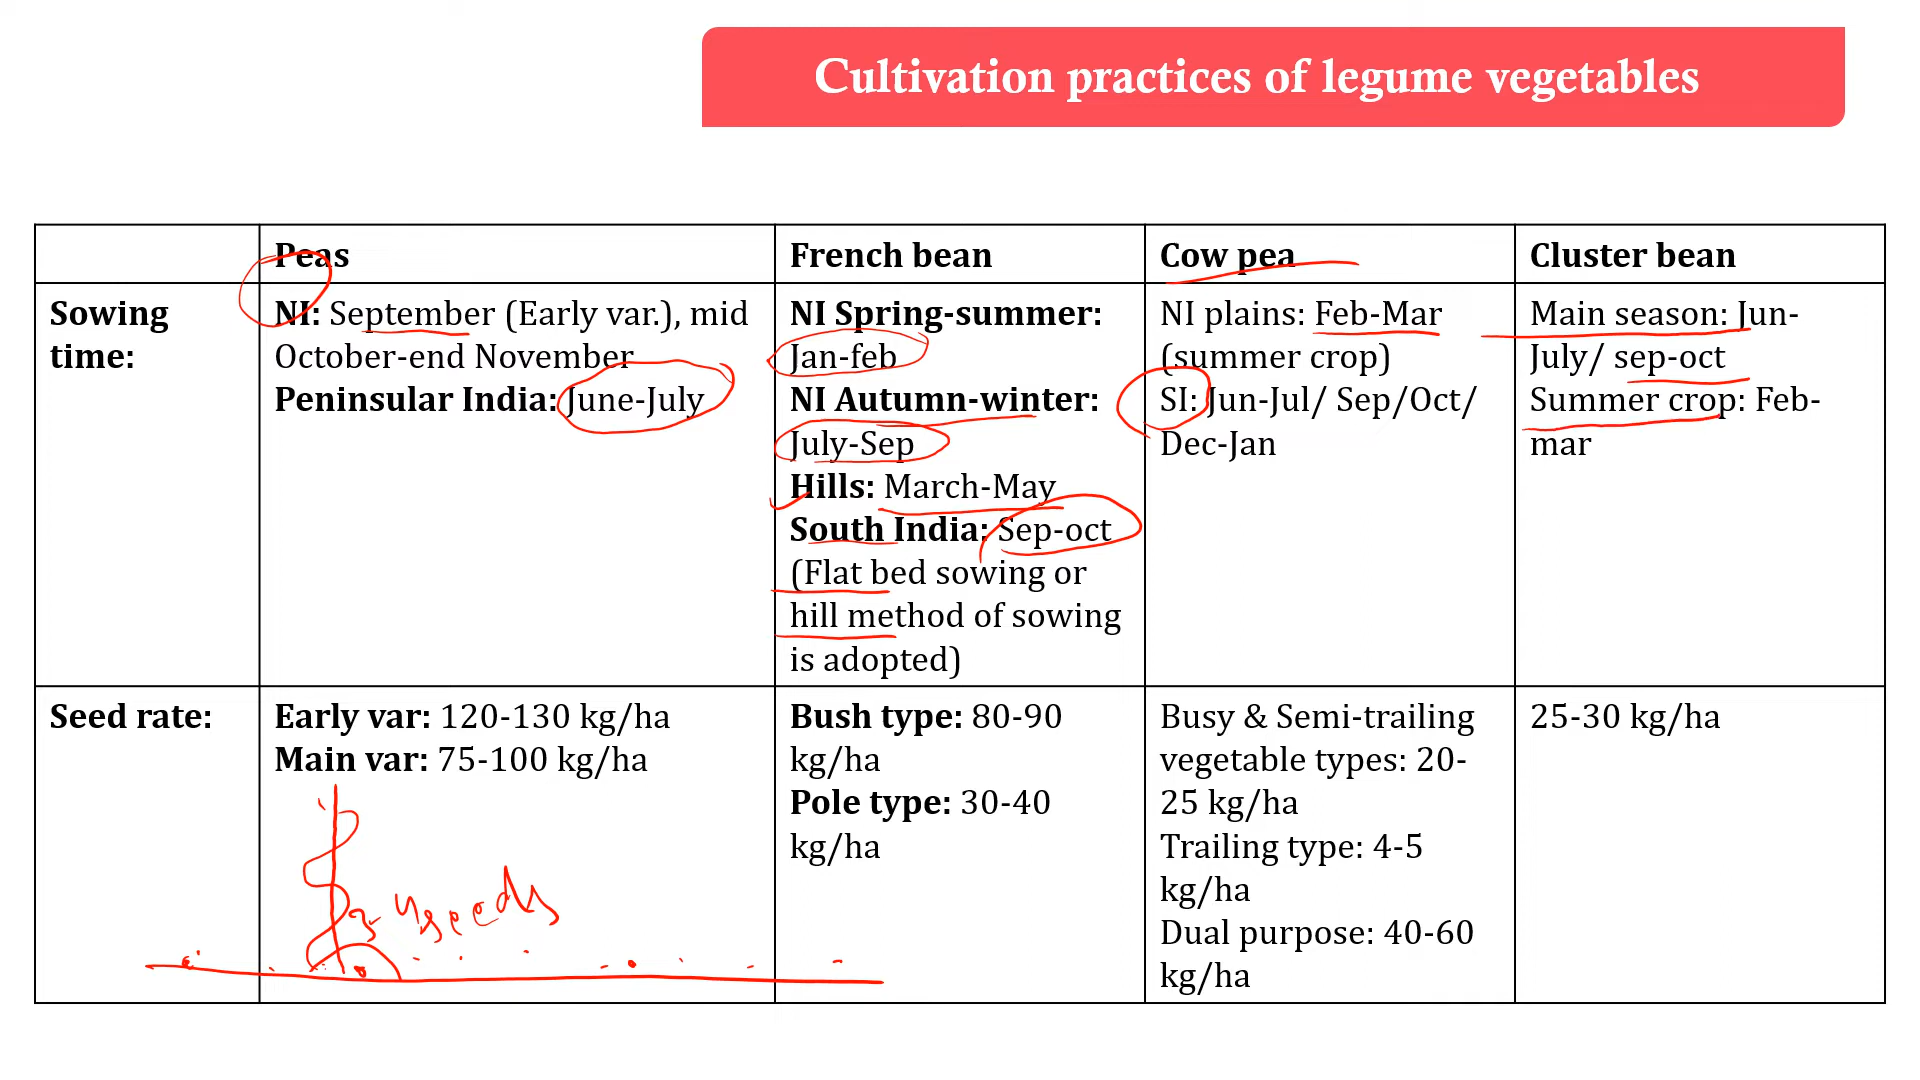 Cultivation practices of legume vegetables
Peas
French bean
Cow pea
Cluster bean
Sowing
time:
NI: September (Early var.), mid
October-end November
Peninsular India: June-July
NI Spring-summer:
Jan-feb
NI Autumn-winter:
July-Sep
Hills: March-May
South India: Sep-oct
(Flat bed sowing or
hill method of sowing
is adopted)
NI plains: Feb-Mar
(summer crop)
SI: Jun-Jul/ Sep/Oct/
Dec-Jan
Main season: Jun-
July/ sep-oct
Summer crop: Feb-
mar
Seed rate:
Early var: 120-130 kg/ha
Main var: 75-100 kg/ha
3-4 seeds
Bush type: 80-90
kg/ha
Pole type: 30-40
kg/ha
Busy & Semi-trailing
vegetable types: 20-
25 kg/ha
Trailing type: 4-5
kg/ha
Dual purpose: 40-60
kg/ha
25-30 kg/ha